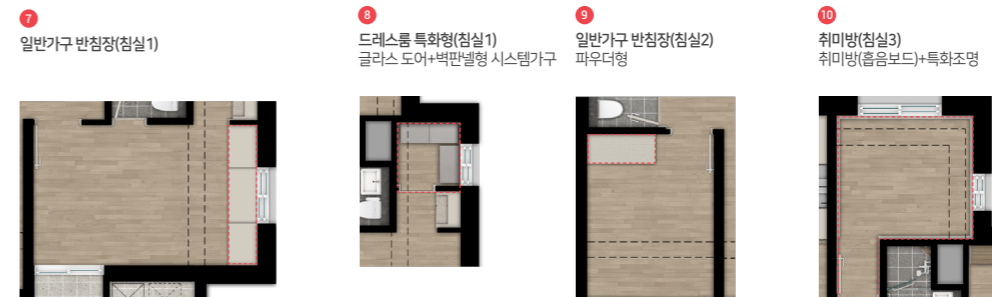 7
일반가구 반침장(침실1)
8
드레스룸 특화형(침실1)
글라스 도어+벽판넬형 시스템가구
9
일반가구 반침장(침실2)
파우더형
10
취미방(침실3)
취미방(흡음보드)+특화조명